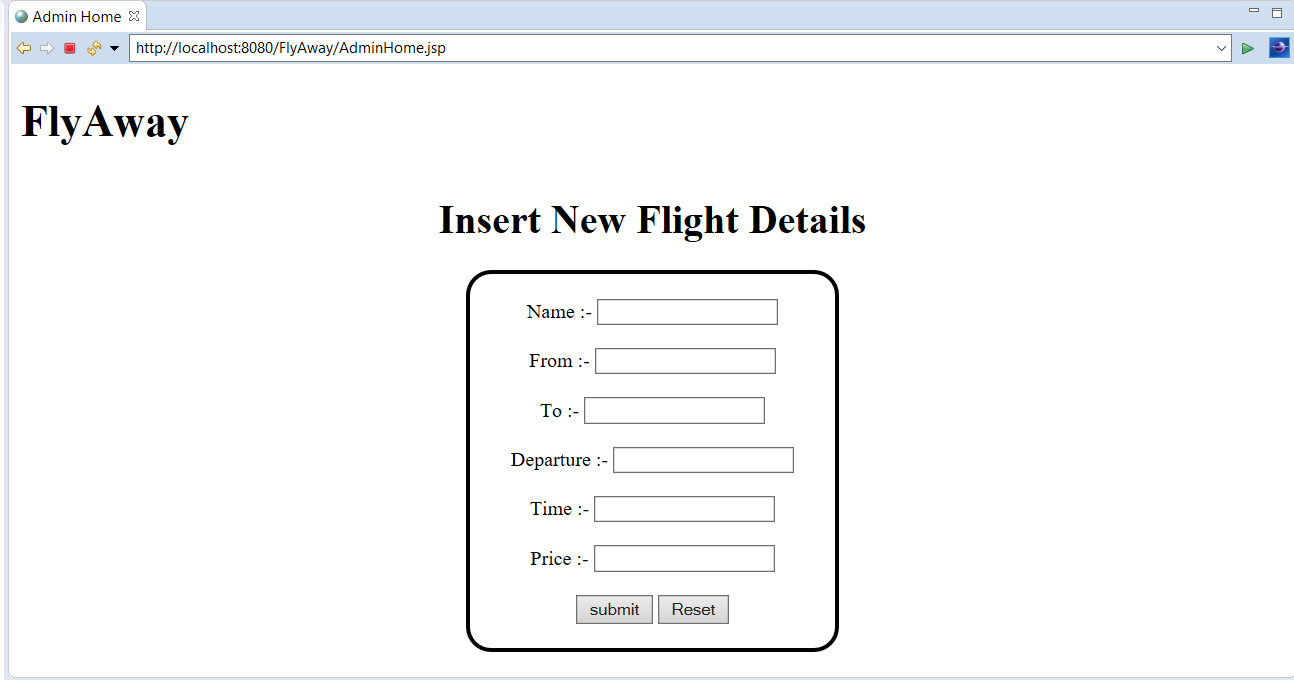 Admin Home
http://localhost:8080/FlyAway/AdminHome.jsp
FlyAway
Insert New Flight Details
Name :-
From :-
To :-
Departure :-
Time :-
Price :-
submit Reset